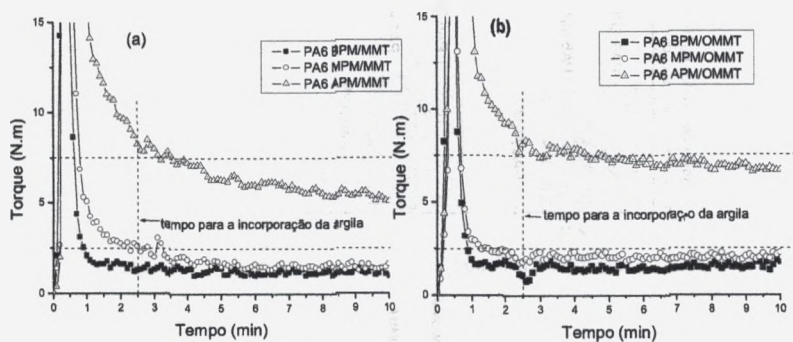 (a)
PA6 BPM/MMT
PA6 MPM/MMT
PA6 APM/MMT
tempo para a incorporação da argila
Torque (N.m)
15
10
5
0
0 1 2 3 4 5 6 7 8 9 10
Tempo (min)
(b)
PA6 BPM/OMMT
PA6 MPM/OMMT
PA6 APM/OMMT
tempo para a incorporação da argila
Torque (N.m)
15
10
5
0
0 1 2 3 4 5 6 7 8 9 10
Tempo (min)